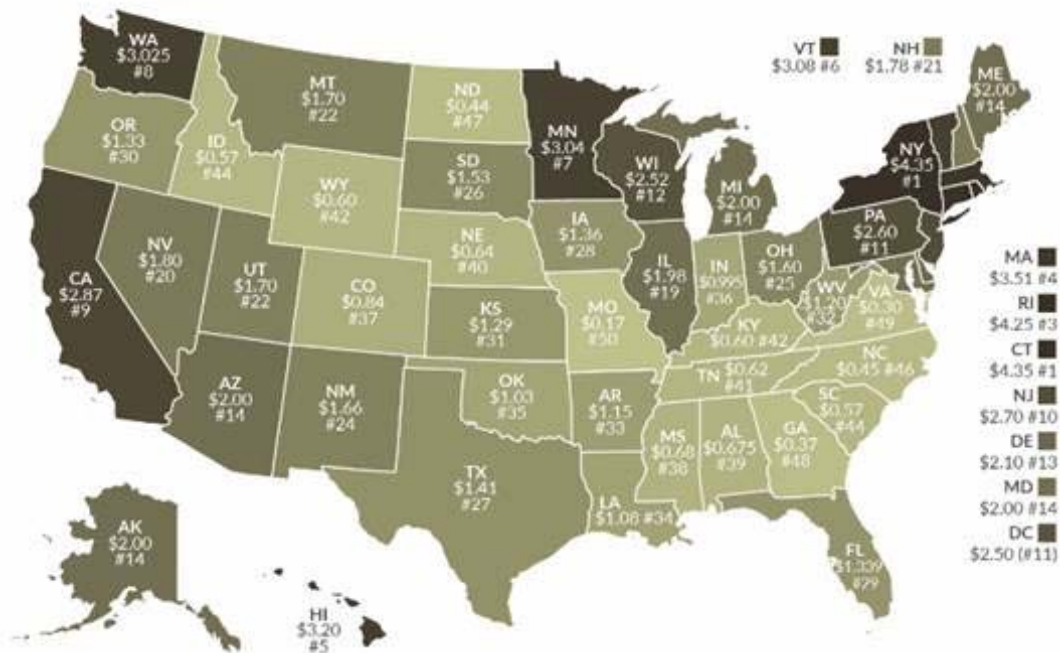 WA
$3.025
#8
MT
$1.70
#22
ND
$0.44
#47
MN
$3.04
#7
VT
$3.08 #6
NH
$1.78 #21
ME
$2.00
#14
OR
$1.33
#30
ID
$0.57
#44
WY
$0.60
#42
SD
$1.53
#26
WI
$2.52
#12
MI
$2.00
#14
NY
$4.35
#1
CA
$2.87
#9
NV
$1.80
#20
UT
$1.70
#22
CO
$0.84
#37
NE
$0.64
#40
IA
$1.36
#28
IL
$1.98
#19
IN
$0.995
#36
OH
$1.60
#25
PA
$2.60
#11
WV
$1.20
#32
VA
$0.30
#49
KS
$1.29
#31
MO
$0.17
#50
KY
$0.60 #42
NC
$0.45 #46
TN $0.62
#41
SC
$0.57
#44
AZ
$2.00
#14
NM
$1.66
#24
OK
$1.03
#35
AR
$1.15
#33
MS
$0.68
#38
AL
$0.675
#39
GA
$0.37
#48
TX
$1.41
#27
LA
$1.08 #34
FL
$1.339
#29
AK
$2.00
#14
HI
$3.20
#5
MA
$3.51 #4
RI
$4.25 #3
CT
$4.35 #1
NJ
$2.70 #10
DE
$2.10 #13
MD
$2.00 #14
DC
$2.50 (#11)